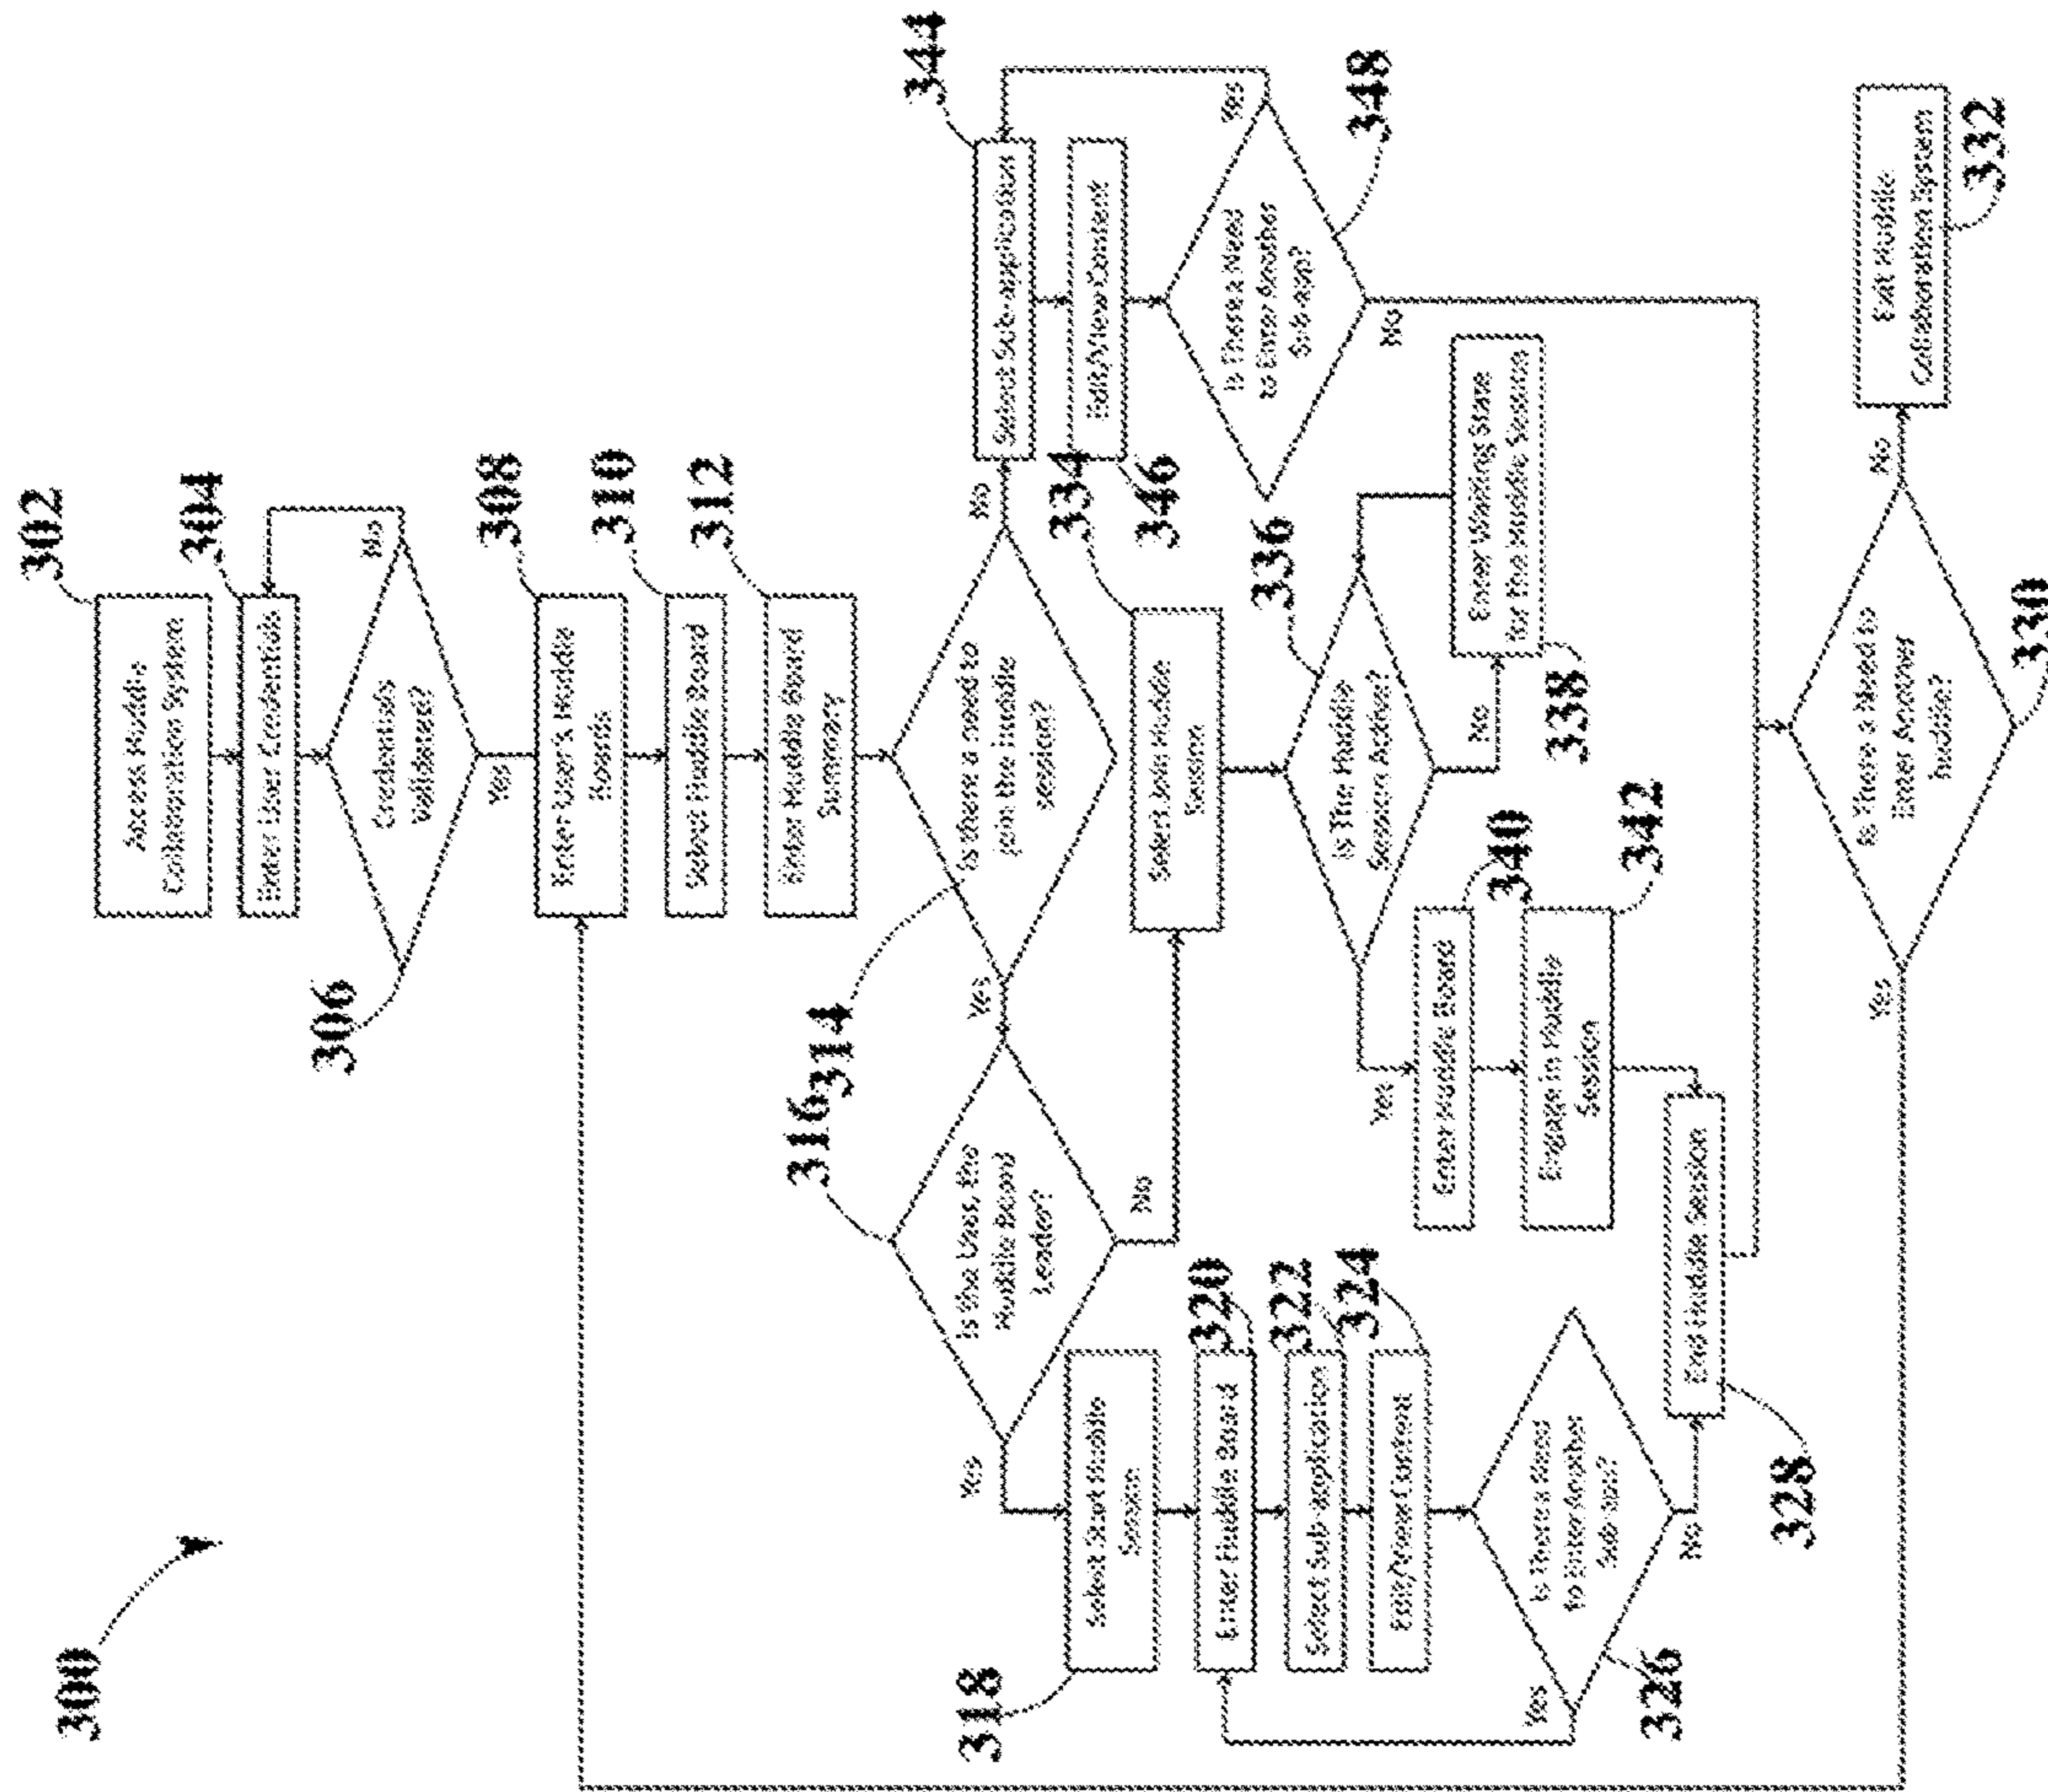 300
302
Access Huddle
Collaboration System
304
Enter User Credentials
306
Credentials
Validated?
No
Yes
308
Enter User's Huddle
Boards
310
Select Huddle Board
312
Enter Huddle Board
Summary
314
Is there a need to
join the Huddle
session?
Yes
No
316
Is the User, the
Huddle Board
Leader?
Yes
No
318
Select Start Huddle
Session
320
Enter Huddle Board
322
Select Sub-application
324
Edit/View Content
326
Is There a Need
to Enter Another
Sub-app?
Yes
No
328
End Huddle Session
334
Select Join Huddle
Session
336
Is The Huddle
Session Active?
Yes
No
338
Enter Waiting State
for the Huddle Session
340
Enter Huddle Board
342
Engage in Huddle
Session
344
Select Sub-application
346
Edit/View Content
348
Is There a Need
to Enter Another
Sub-app?
Yes
No
330
Is There a Need to
Enter Another
huddle?
Yes
No
332
Exit Huddle
Collaboration System